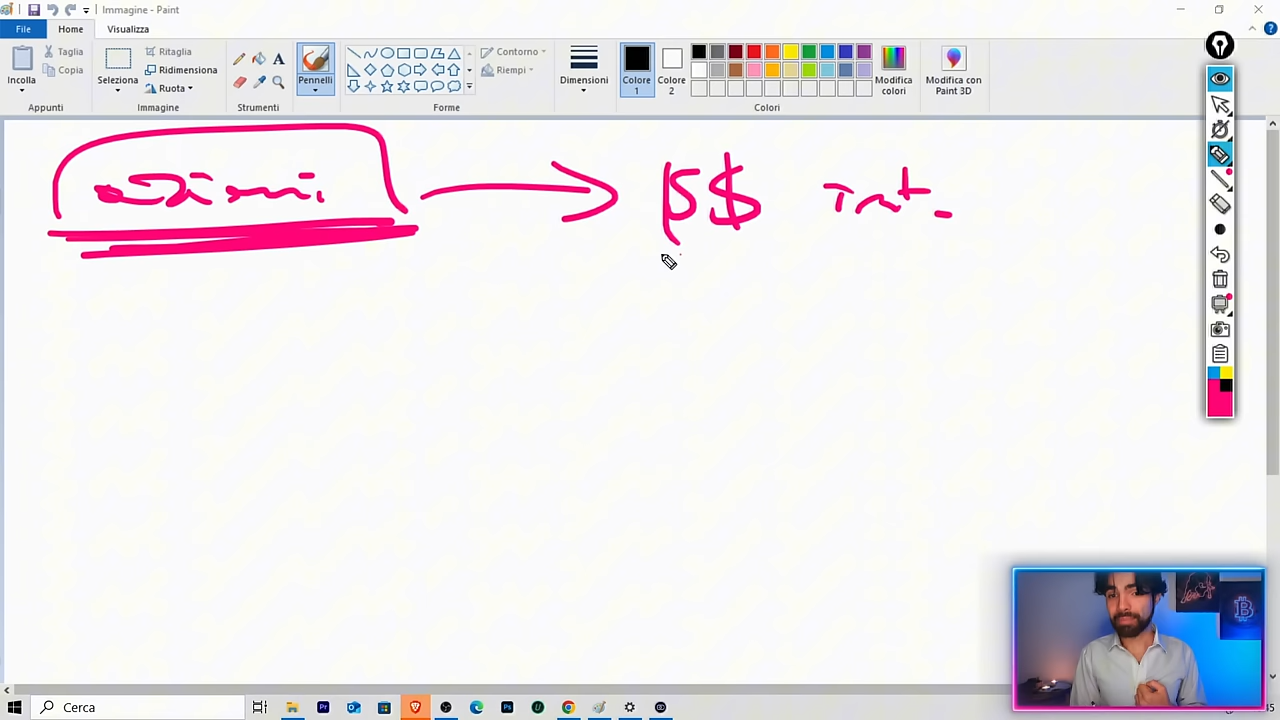 Immagine - Paint
File Home Visualizza
Incolla
Taglia
Copia
Appunti
Seleziona
Ritaglia
Ridimensiona
Ruota
Immagine
Strumenti
Pennelli
Forme
Contorno
Riempi
Dimensioni
Colore 1
Colore 2
Modifica colori
Colori
Modifica con Paint 3D
$$ Int.
Cerca